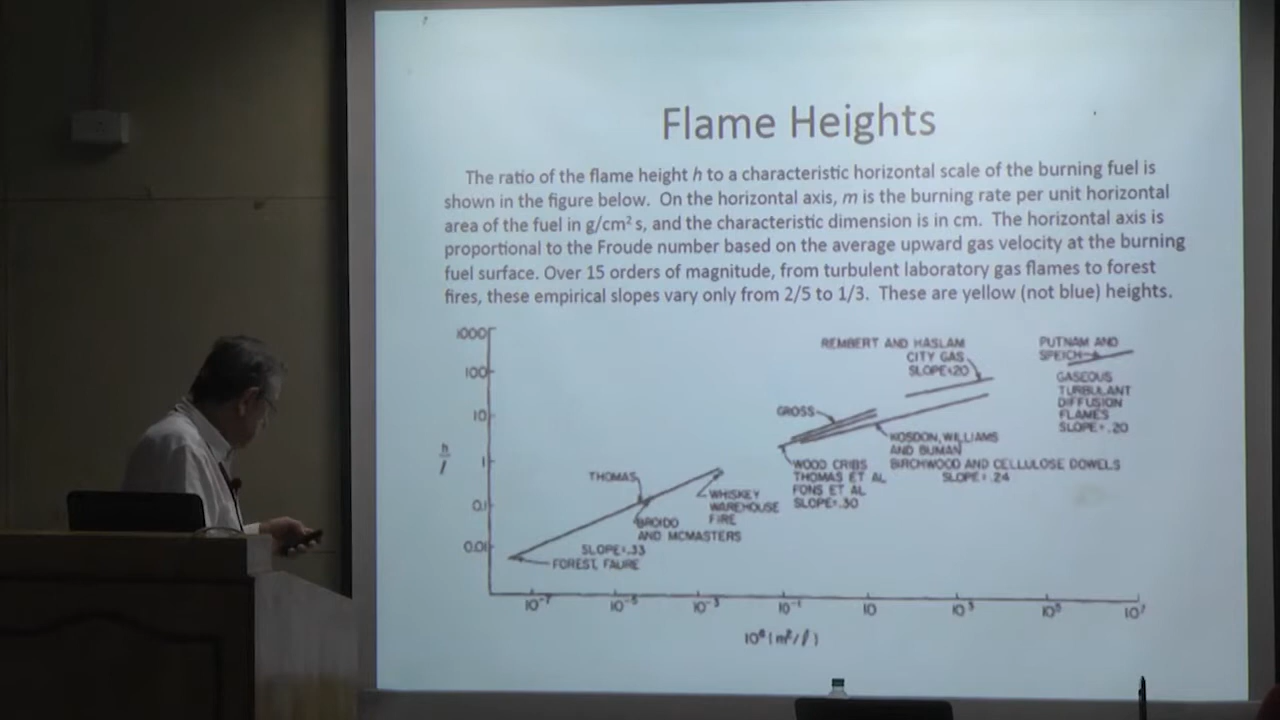 Flame Heights
The ratio of the flame height h to a characteristic horizontal scale of the burning fuel is
shown in the figure below. On the horizontal axis, m is the burning rate per unit horizontal
area of the fuel in g/cm² s, and the characteristic dimension is in cm. The horizontal axis is
proportional to the Froude number based on the average upward gas velocity at the burning
fuel surface. Over 15 orders of magnitude, from turbulent laboratory gas flames to forest
fires, these empirical slopes vary only from 2/5 to 1/3. These are yellow (not blue) heights.
1000
100
10
1
0.1
0.01
h/l
REMBERT AND HASLAM
CITY GAS
SLOPE=.20
PUTNAM AND
SPEICH
GASEOUS
TURBULANT
DIFFUSION
FLAMES
SLOPE=.20
GROSS
KOSDON, WILLIAMS
AND BUMAN
BIRCHWOOD AND CELLULOSE DOWELS
SLOPE=.24
WOOD CRIBS
THOMAS ET AL
FONS ET AL
SLOPE=.30
THOMAS
WHISKEY
WAREHOUSE
FIRE
BROIDO
AND MCMASTERS
SLOPE=.33
FOREST, FAURE
10⁻⁷ 10⁻⁵ 10⁻³ 10⁻¹ 10 10³ 10⁵ 10⁷
10⁶ (m²/l)